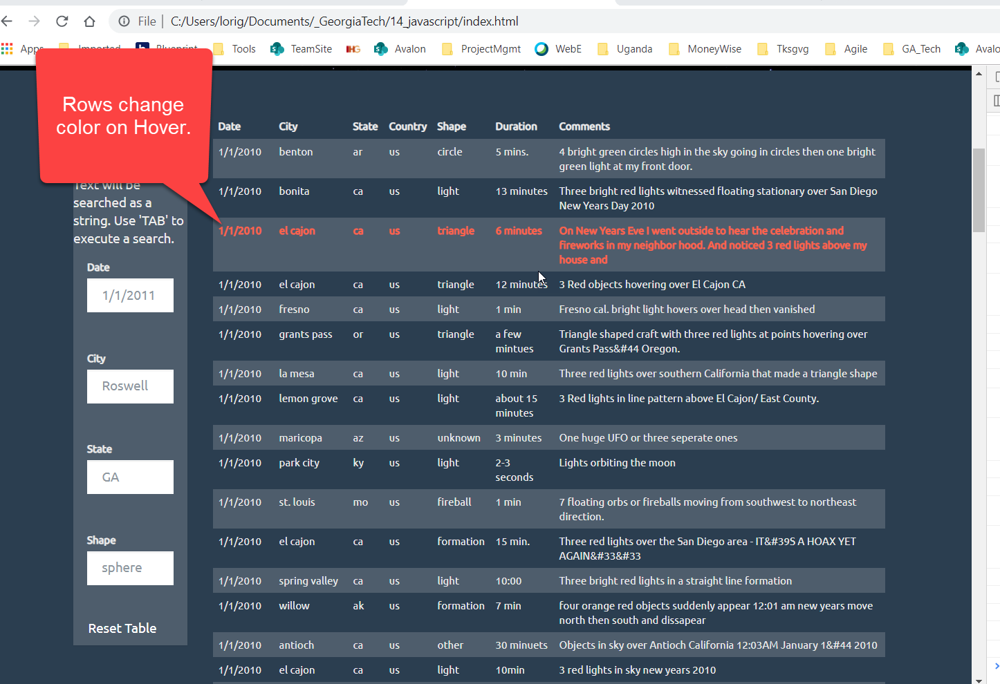 File | C:/Users/lorig/Documents/_GeorgiaTech/14_javascript/index.html
Apps Imported Blueprint Tools TeamSite IHG Avalon ProjectMgmt WebE Uganda MoneyWise Tksgvg Agile GA_Tech Avalo
Rows change
color on Hover.
Text will be
searched as a
string. Use 'TAB' to
execute a search.
Date
1/1/2011
City
Roswell
State
GA
Shape
sphere
Reset Table
Date City State Country Shape Duration Comments
1/1/2010 benton ar us circle 5 mins. 4 bright green circles high in the sky going in circles then one bright
green light at my front door.
1/1/2010 bonita ca us light 13 minutes Three bright red lights witnessed floating stationary over San Diego
New Years Day 2010
1/1/2010 el cajon ca us triangle 6 minutes On New Years Eve I went outside to hear the celebration and
fireworks in my neighbor hood. And noticed 3 red lights above my
house and
1/1/2010 el cajon ca us triangle 12 minutes 3 Red objects hovering over El Cajon CA
1/1/2010 fresno ca us light 1 min Fresno cal. bright light hovers over head then vanished
1/1/2010 grants pass or us triangle a few Triangle shaped craft with three red lights at points hovering over
mintues Grants Pass&#44 Oregon.
1/1/2010 la mesa ca us light 10 min Three red lights over southern California that made a triangle shape
1/1/2010 lemon grove ca us light about 15 3 Red lights in line pattern above El Cajon/ East County.
minutes
1/1/2010 maricopa az us unknown 3 minutes One huge UFO or three seperate ones
1/1/2010 park city ky us light 2-3 Lights orbiting the moon
seconds
1/1/2010 st. louis mo us fireball 1 min 7 floating orbs or fireballs moving from southwest to northeast
direction.
1/1/2010 el cajon ca us formation 15 min. Three red lights over the San Diego area - IT&#39S A HOAX YET
AGAIN&#33&#33
1/1/2010 spring valley ca us light 10:00 Three bright red lights in a straight line formation
1/1/2010 willow ak us formation 7 min four orange red objects suddenly appear 12:01 am new years move
north then south and dissapear
1/1/2010 antioch ca us other 30 minuets Objects in sky over Antioch California 12:03AM January 1&#44 2010
1/1/2010 el cajon ca us light 10min 3 red lights in sky new years 2010